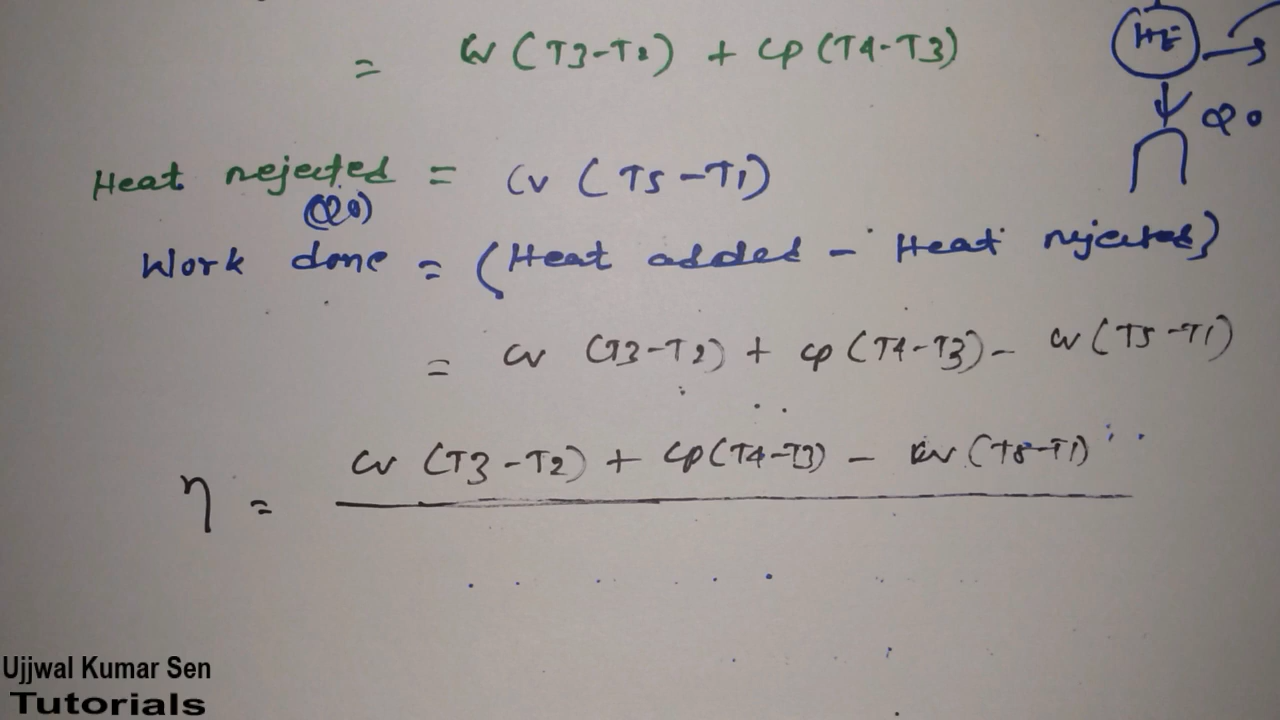 = Cv (T3-T2) + CP (T4-T3)
HE
Q0
Heat rejected = Cv (T5-T1)
(Q0)
Work done = (Heat added - Heat rejected)
= Cv (T3-T2) + Cp (T4-T3) - Cv (T5-T1)
η = Cv (T3-T2) + Cp (T4-T3) - Cv (T5-T1)
Ujjwal Kumar Sen
Tutorials